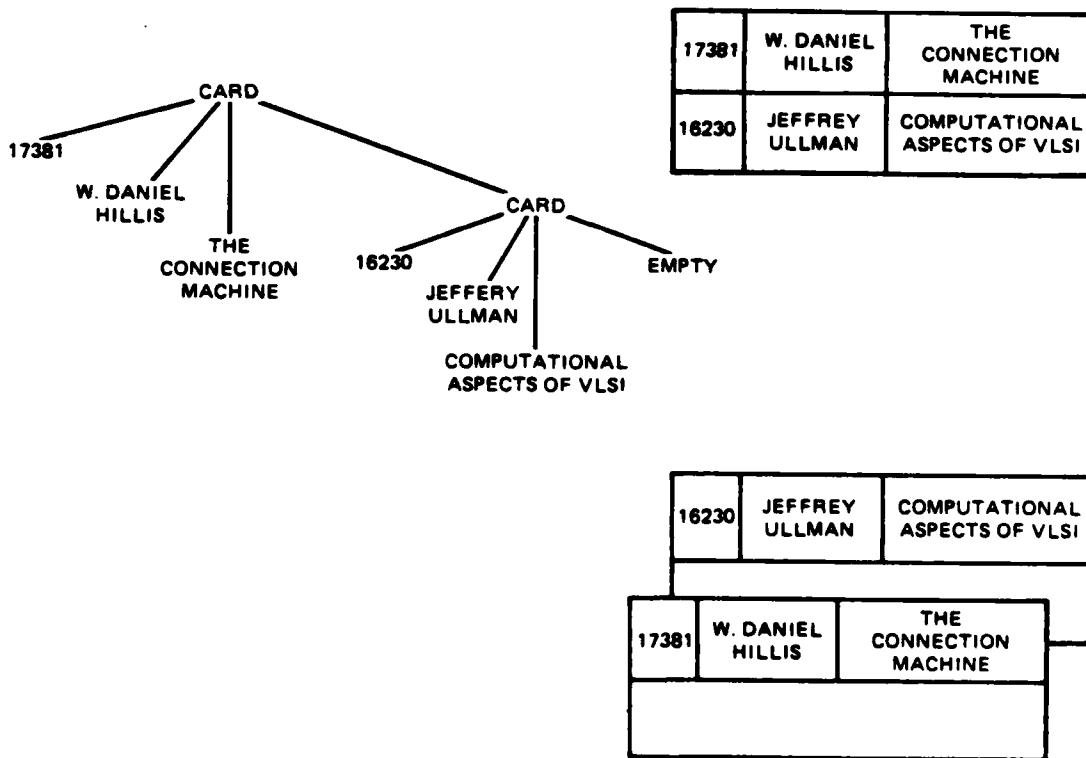 CARD
17381
W. DANIEL
HILLIS
THE
CONNECTION
MACHINE
CARD
16230
JEFFERY
ULLMAN
COMPUTATIONAL
ASPECTS OF VLSI
EMPTY
17381
W. DANIEL
HILLIS
THE
CONNECTION
MACHINE
16230
JEFFREY
ULLMAN
COMPUTATIONAL
ASPECTS OF VLSI
16230
JEFFREY
ULLMAN
COMPUTATIONAL
ASPECTS OF VLSI
17381
W. DANIEL
HILLIS
THE
CONNECTION
MACHINE